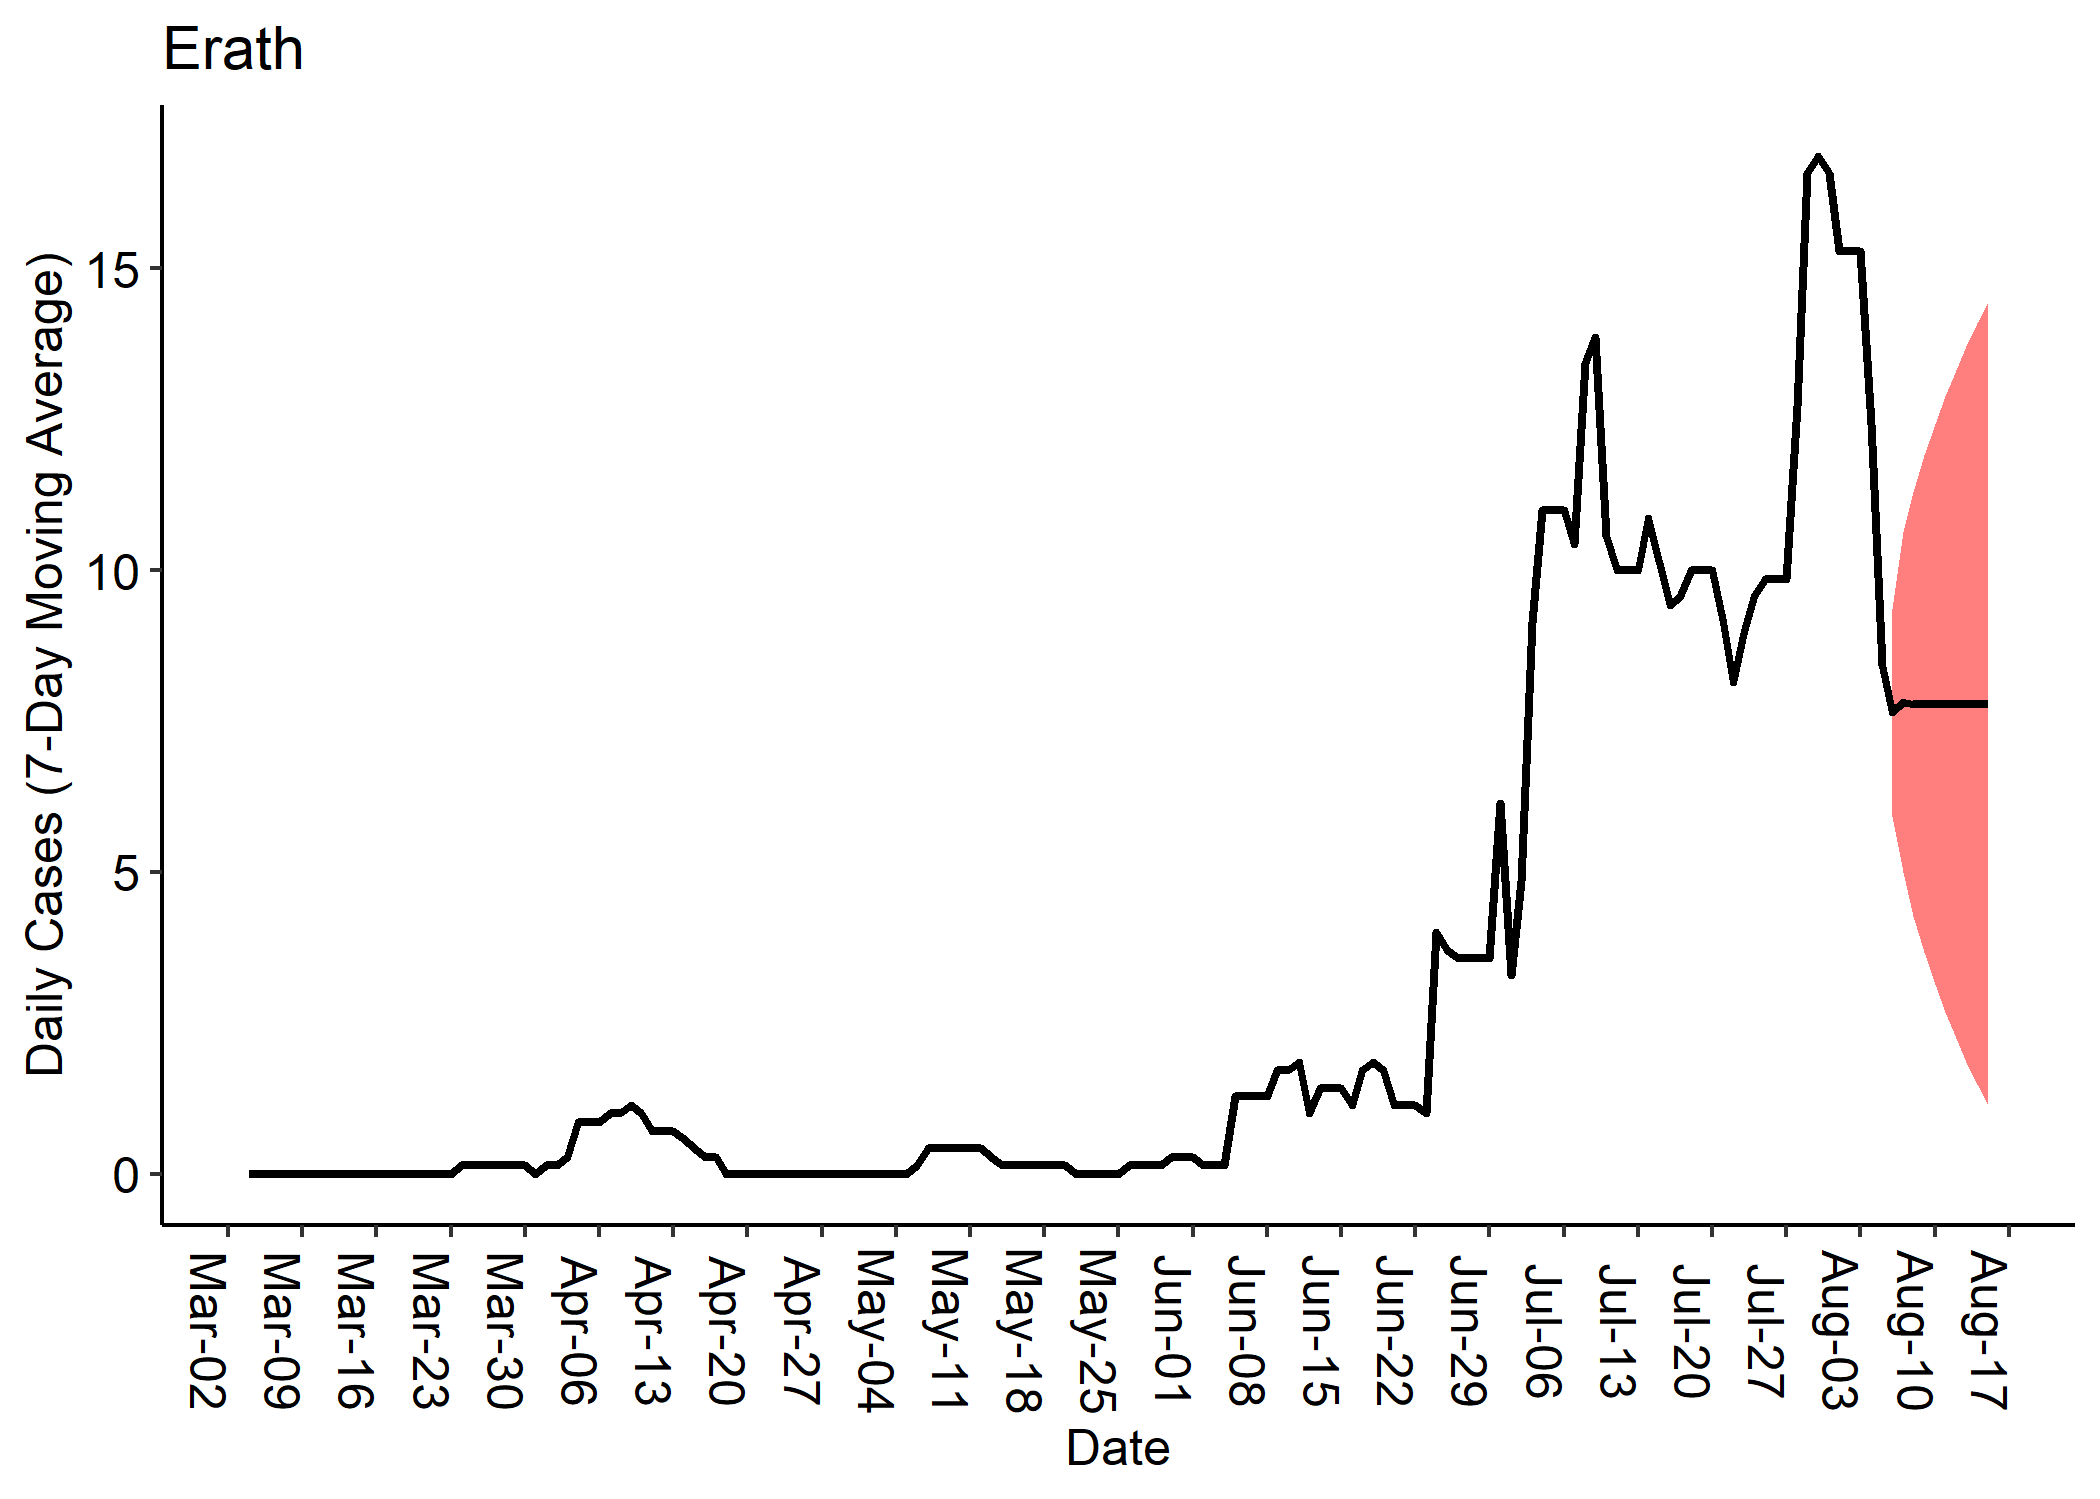 Erath
Daily Cases (7-Day Moving Average)
15
10
5
0
Mar-02
Mar-09
Mar-16
Mar-23
Mar-30
Apr-06
Apr-13
Apr-20
Apr-27
May-04
May-11
May-18
May-25
Jun-01
Jun-08
Jun-15
Jun-22
Jun-29
Jul-06
Jul-13
Jul-20
Jul-27
Aug-03
Aug-10
Aug-17
Date